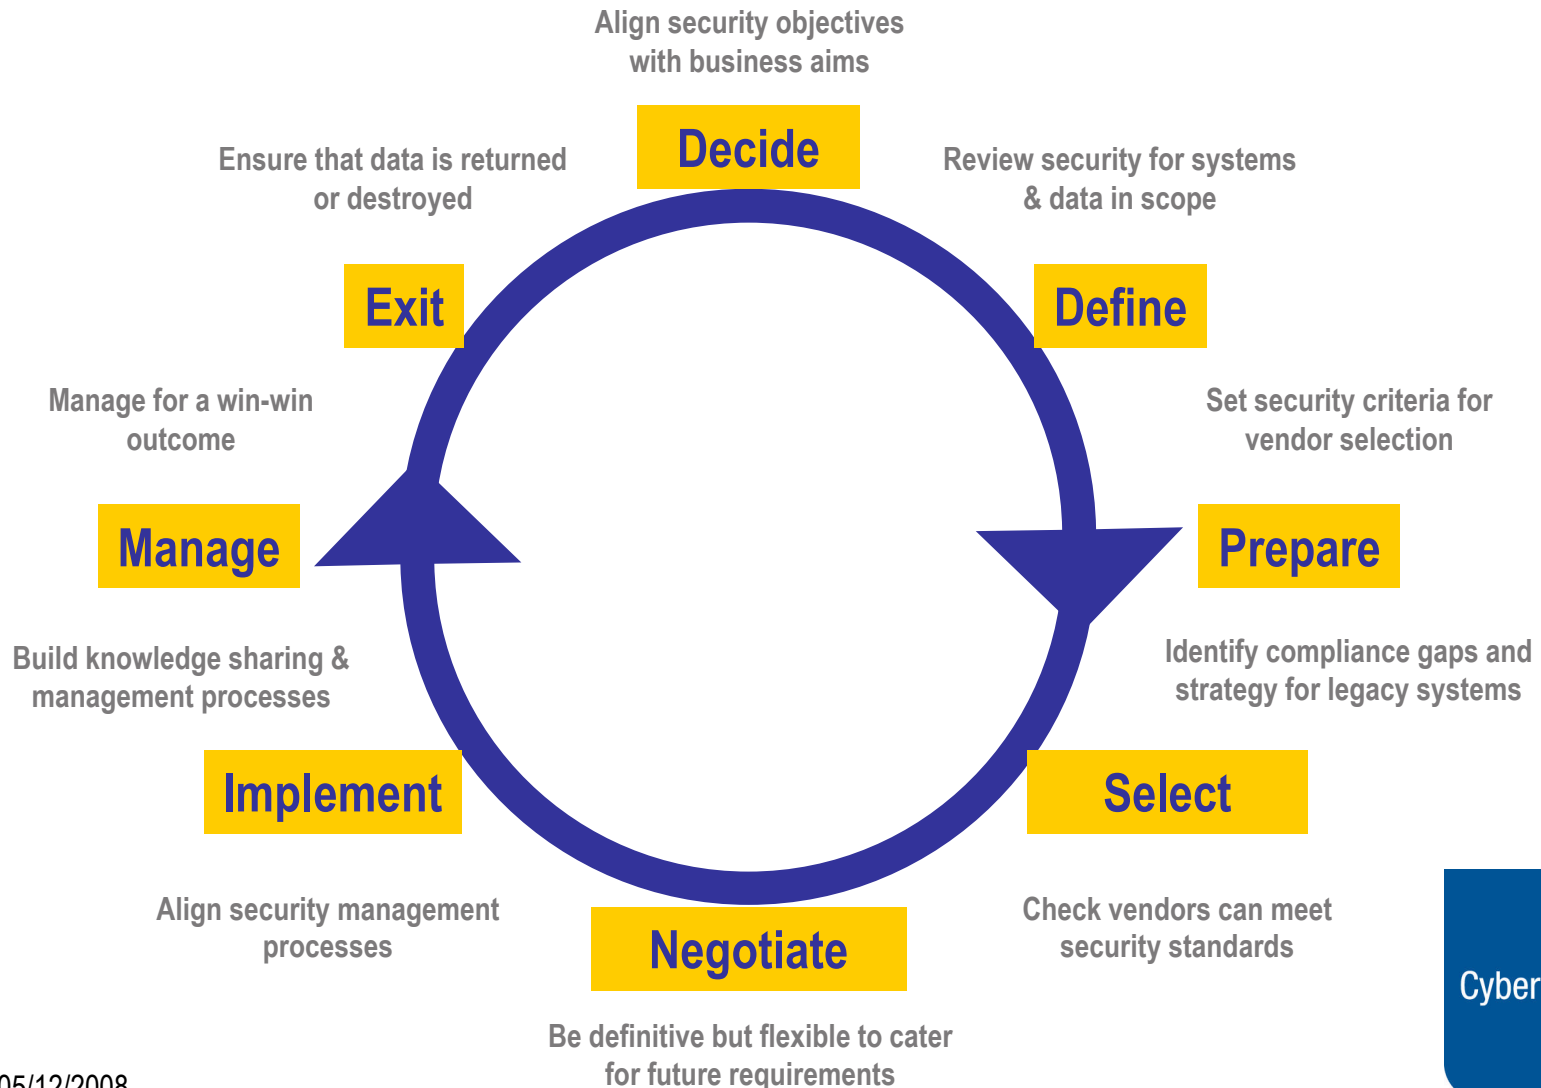 Align security objectives
with business aims
Decide
Review security for systems
& data in scope
Define
Set security criteria for
vendor selection
Prepare
Identify compliance gaps and
strategy for legacy systems
Select
Check vendors can meet
security standards
Negotiate
Be definitive but flexible to cater
for future requirements
Implement
Align security management
processes
Manage
Build knowledge sharing &
management processes
Manage for a win-win
outcome
Exit
Ensure that data is returned
or destroyed
Cyber
05/12/2008